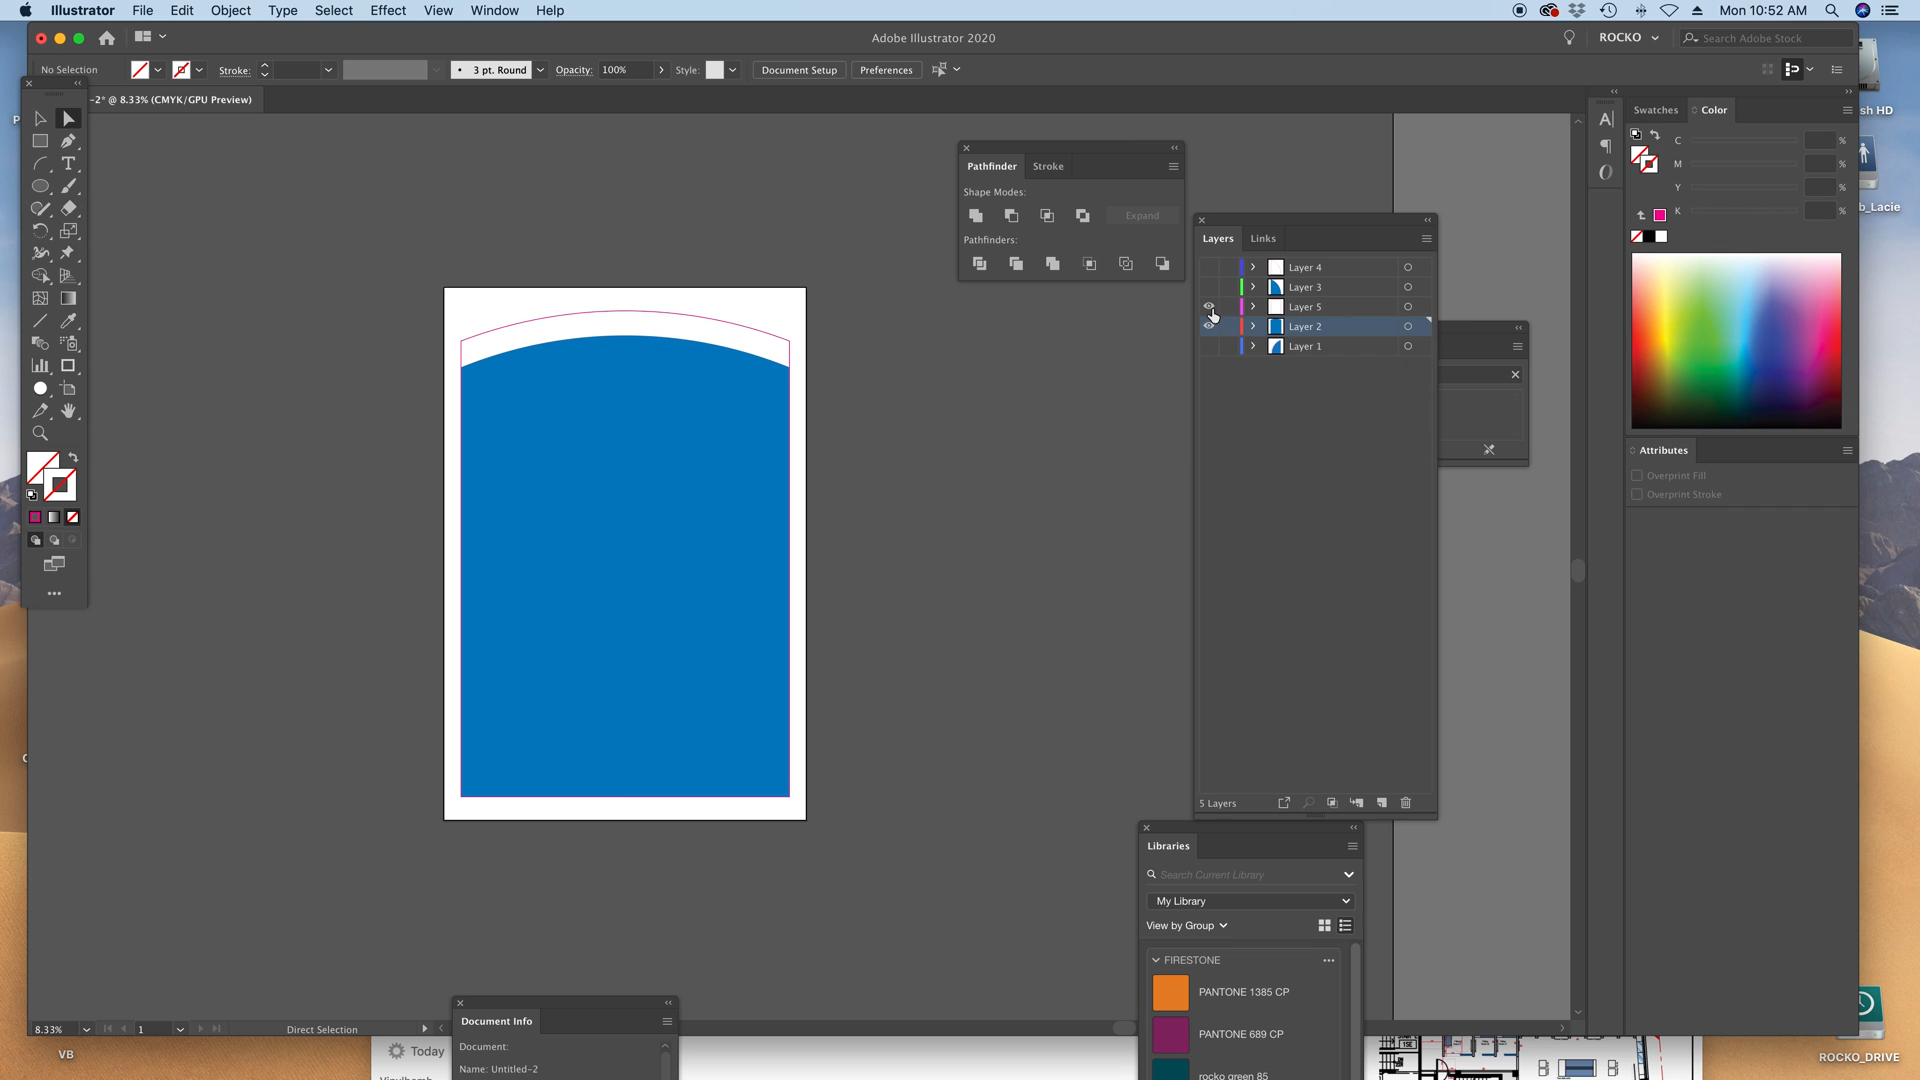 Illustrator File Edit Object Type Select Effect View Window Help
Mon 10:52 AM
Adobe Illustrator 2020
ROCKO
Search Adobe Stock
No Selection
Stroke:
3 pt. Round
Opacity: 100%
Style:
Document Setup
Preferences
-2* @ 8.33% (CMYK/GPU Preview)
Pathfinder Stroke
Shape Modes:
Expand
Pathfinders:
Layers Links
Layer 4
Layer 3
Layer 5
Layer 2
Layer 1
5 Layers
Swatches Color
C %
M %
Y %
K %
Attributes
Overprint Fill
Overprint Stroke
sh HD
b_Lacie
Libraries
Search Current Library
My Library
View by Group
FIRESTONE
PANTONE 1385 CP
PANTONE 689 CP
rocko green 85
8.33%
1
Direct Selection
Document Info
Document:
Name: Untitled-2
VB
Today
1SE
ROCKO_DRIVE